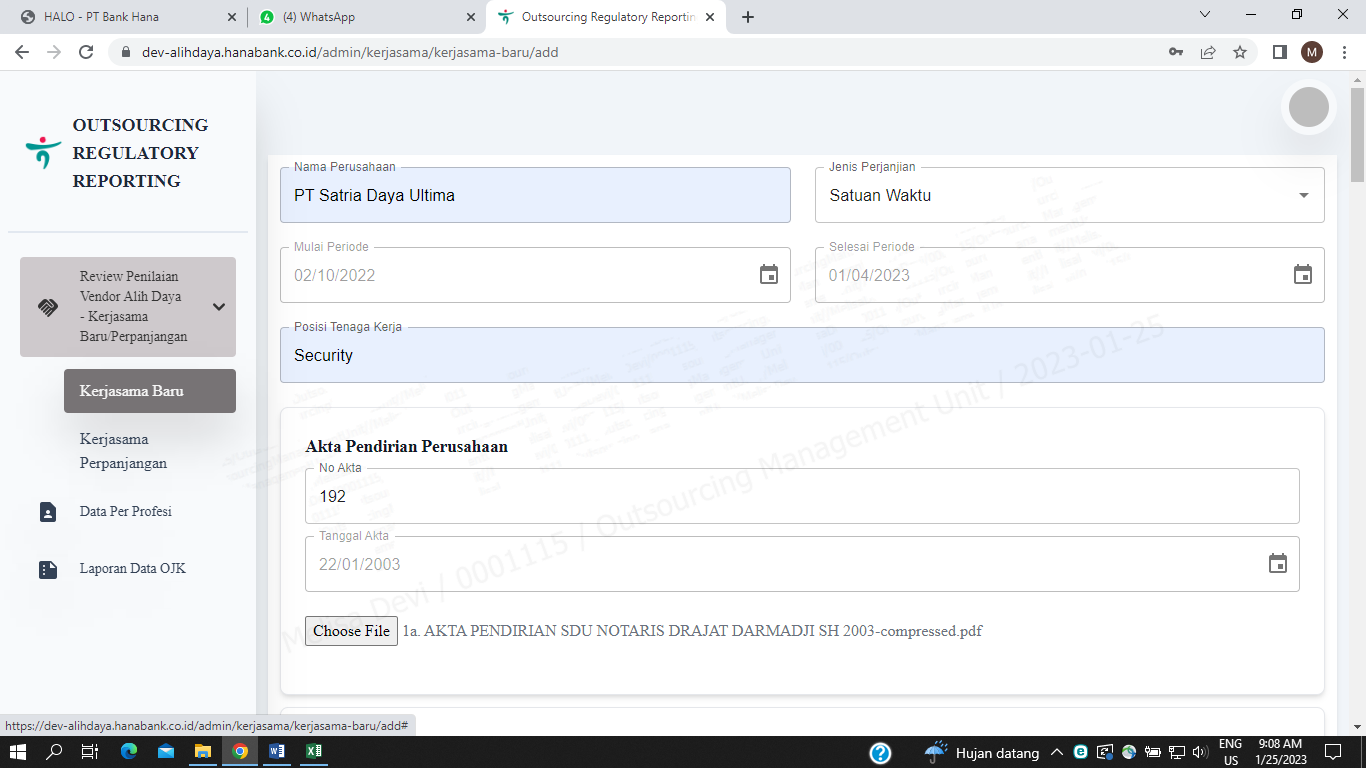 HALO - PT Bank Hana
(4) WhatsApp
Outsourcing Regulatory Reportin
dev-alihdaya.hanabank.co.id/admin/kerjasama/kerjasama-baru/add
M
OUTSOURCING
REGULATORY
REPORTING
Review Penilaian
Vendor Alih Daya
- Kerjasama
Baru/Perpanjangan
Kerjasama Baru
Kerjasama
Perpanjangan
Data Per Profesi
Laporan Data OJK
Nama Perusahaan
PT Satria Daya Ultima
Jenis Perjanjian
Satuan Waktu
Mulai Periode
02/10/2022
Selesai Periode
01/04/2023
Posisi Tenaga Kerja
Security
Akta Pendirian Perusahaan
No Akta
192
Tanggal Akta
22/01/2003
Choose File 1a. AKTA PENDIRIAN SDU NOTARIS DRAJAT DARMADJI SH 2003-compressed.pdf
Devi / 0001115 / Outsourcing Management Unit / 2023-01-25
https://dev-alihdaya.hanabank.co.id/admin/kerjasama/kerjasama-baru/add#
Hujan datang
ENG
US
9:08 AM
1/25/2023